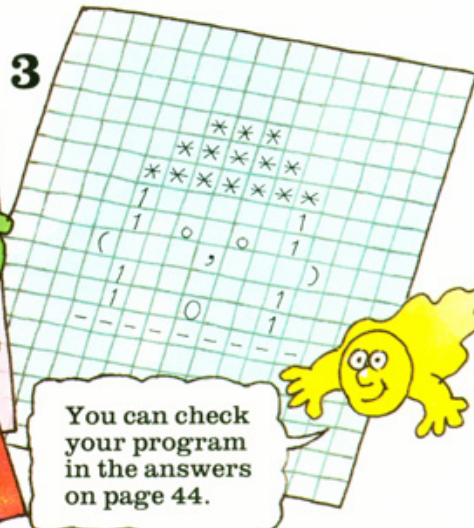 3
* * *
* * * * *
* * * * * * *
1 1
1 o o 1
( , )
1 1
1 O 1
– – – – – – – – –
You can check
your program
in the answers
on page 44.